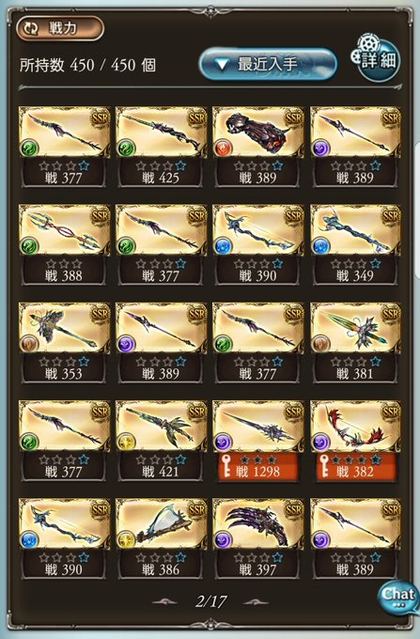 戦力
所持数 450 / 450 個
最近入手
詳細
SSR SSR SSR SSR
戦 377 戦 425 戦 389 戦 389
SSR SSR SSR SSR
戦 388 戦 377 戦 390 戦 349
SSR SSR SSR SSR
戦 353 戦 389 戦 377 戦 381
SSR SSR SSR SSR
戦 377 戦 421 戦 1298 戦 382
SSR SSR SSR SSR
戦 390 戦 386 戦 397 戦 389
2/17
Chat